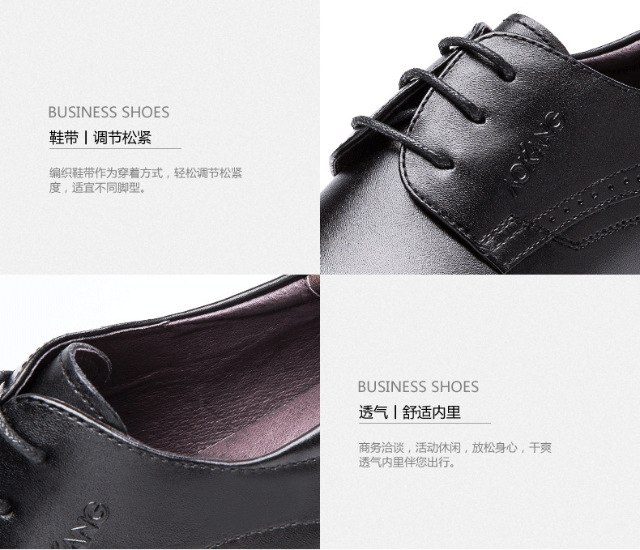 BUSINESS SHOES
鞋带丨调节松紧
编织鞋带作为穿着方式，轻松调节松紧
度，适宜不同脚型。
AOKANG
BUSINESS SHOES
透气丨舒适内里
商务洽谈，活动休闲，放松身心，干爽
透气内里伴您出行。
KANG